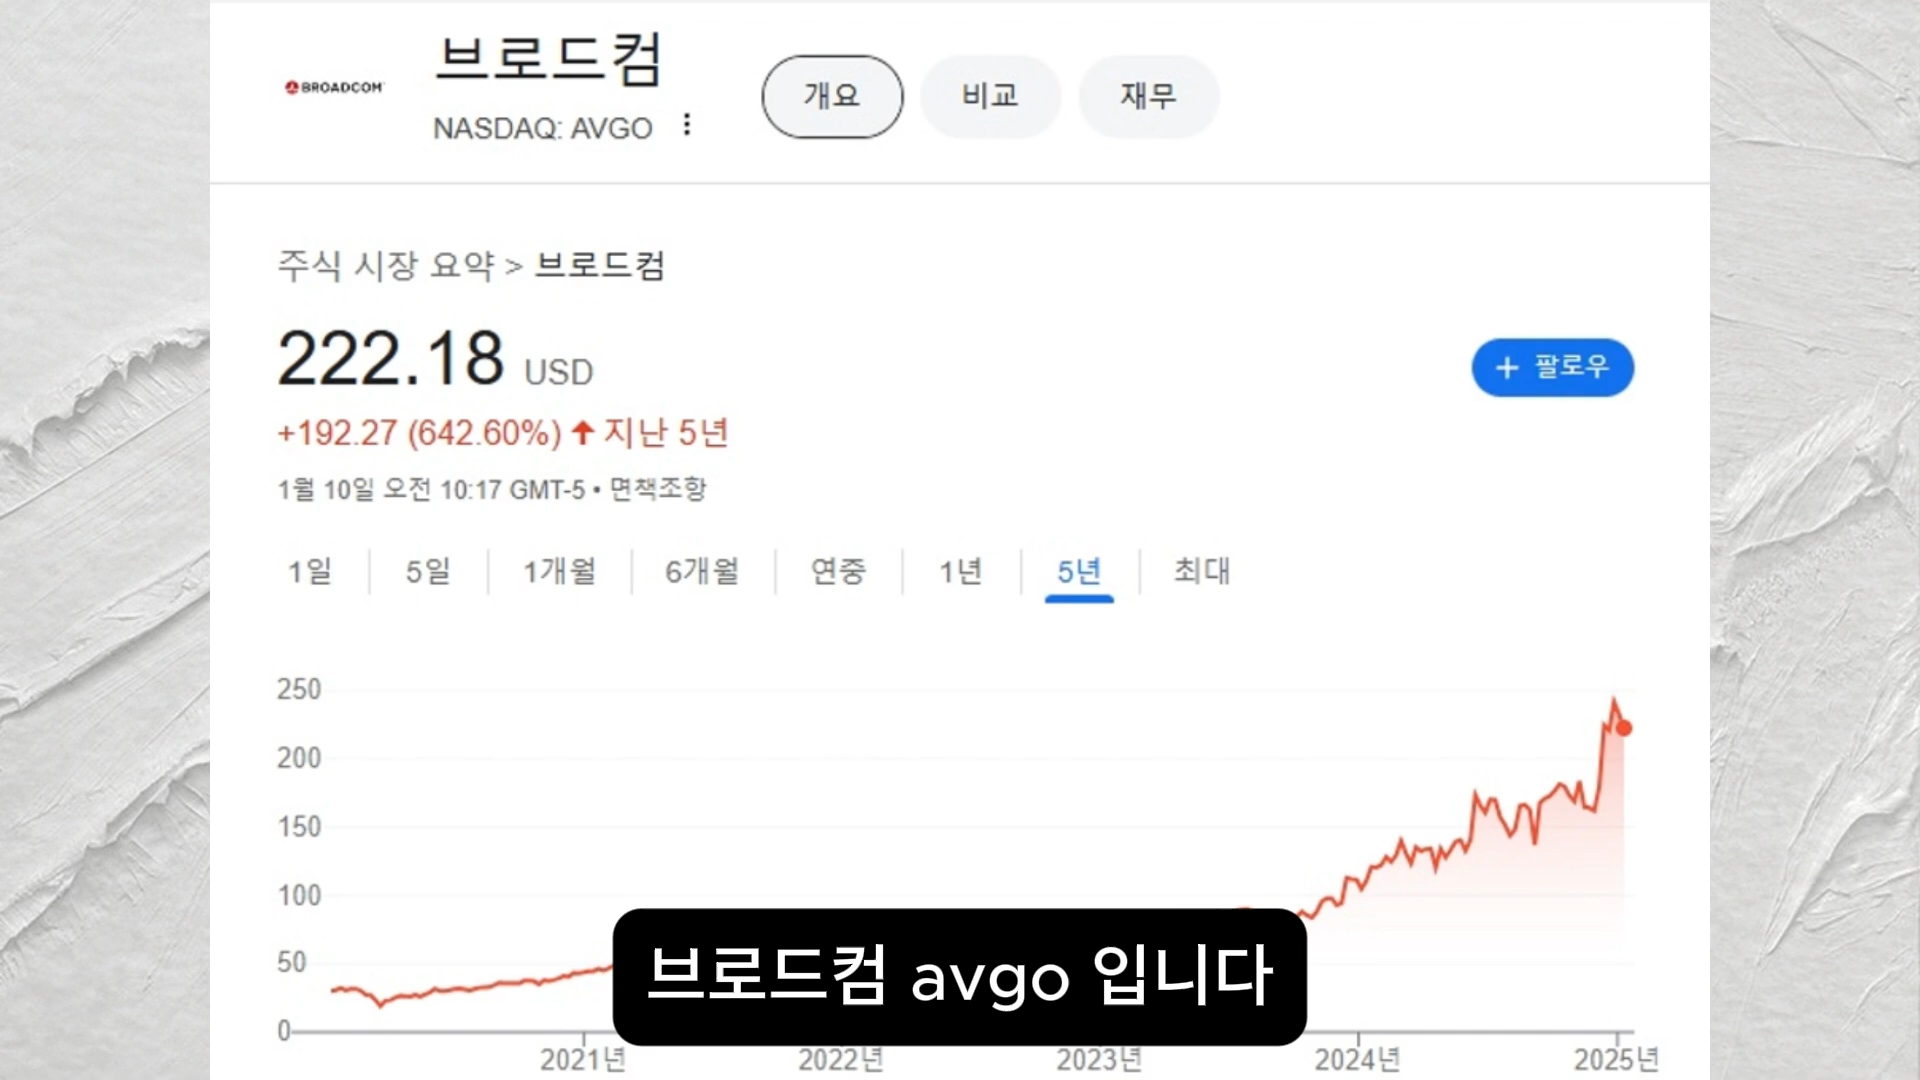 BROADCOM
브로드컴
NASDAQ: AVGO
개요
비교
재무
주식 시장 요약 > 브로드컴
222.18 USD
+ 팔로우
+192.27 (642.60%) ↑ 지난 5년
1월 10일 오전 10:17 GMT-5 • 면책조항
1일
5일
1개월
6개월
연중
1년
5년
최대
250
200
150
100
50
0
2021년
2022년
2023년
2024년
2025년
브로드컴 avgo 입니다